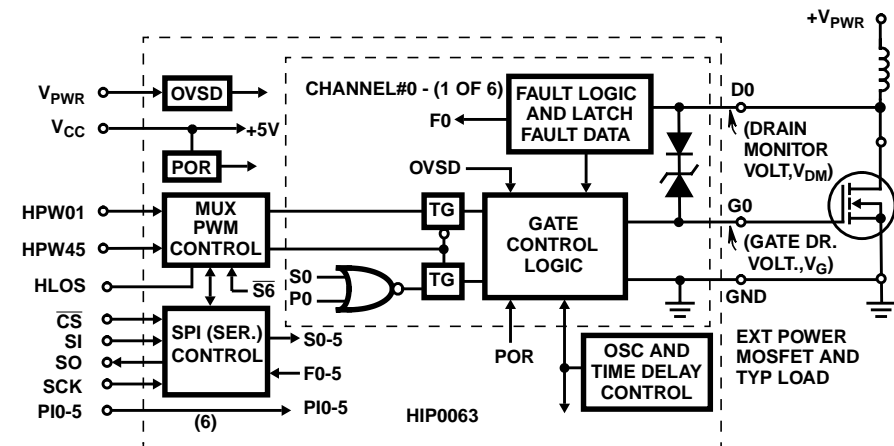 +VPWR
CHANNEL#0 - (1 OF 6)
FAULT LOGIC
AND LATCH
FAULT DATA
D0
F0
VPWR
OVSD
VCC
+5V
POR
(DRAIN
MONITOR
VOLT,VDM)
OVSD
HPW01
HPW45
HLOS
MUX
PWM
CONTROL
S6
TG
TG
S0
P0
GATE
CONTROL
LOGIC
G0
(GATE DR.
VOLT.,VG)
GND
CS
SI
SO
SCK
PI0-5
SPI (SER.)
CONTROL
S0-5
F0-5
PI0-5
(6)
POR
OSC AND
TIME DELAY
CONTROL
EXT POWER
MOSFET AND
TYP LOAD
HIP0063